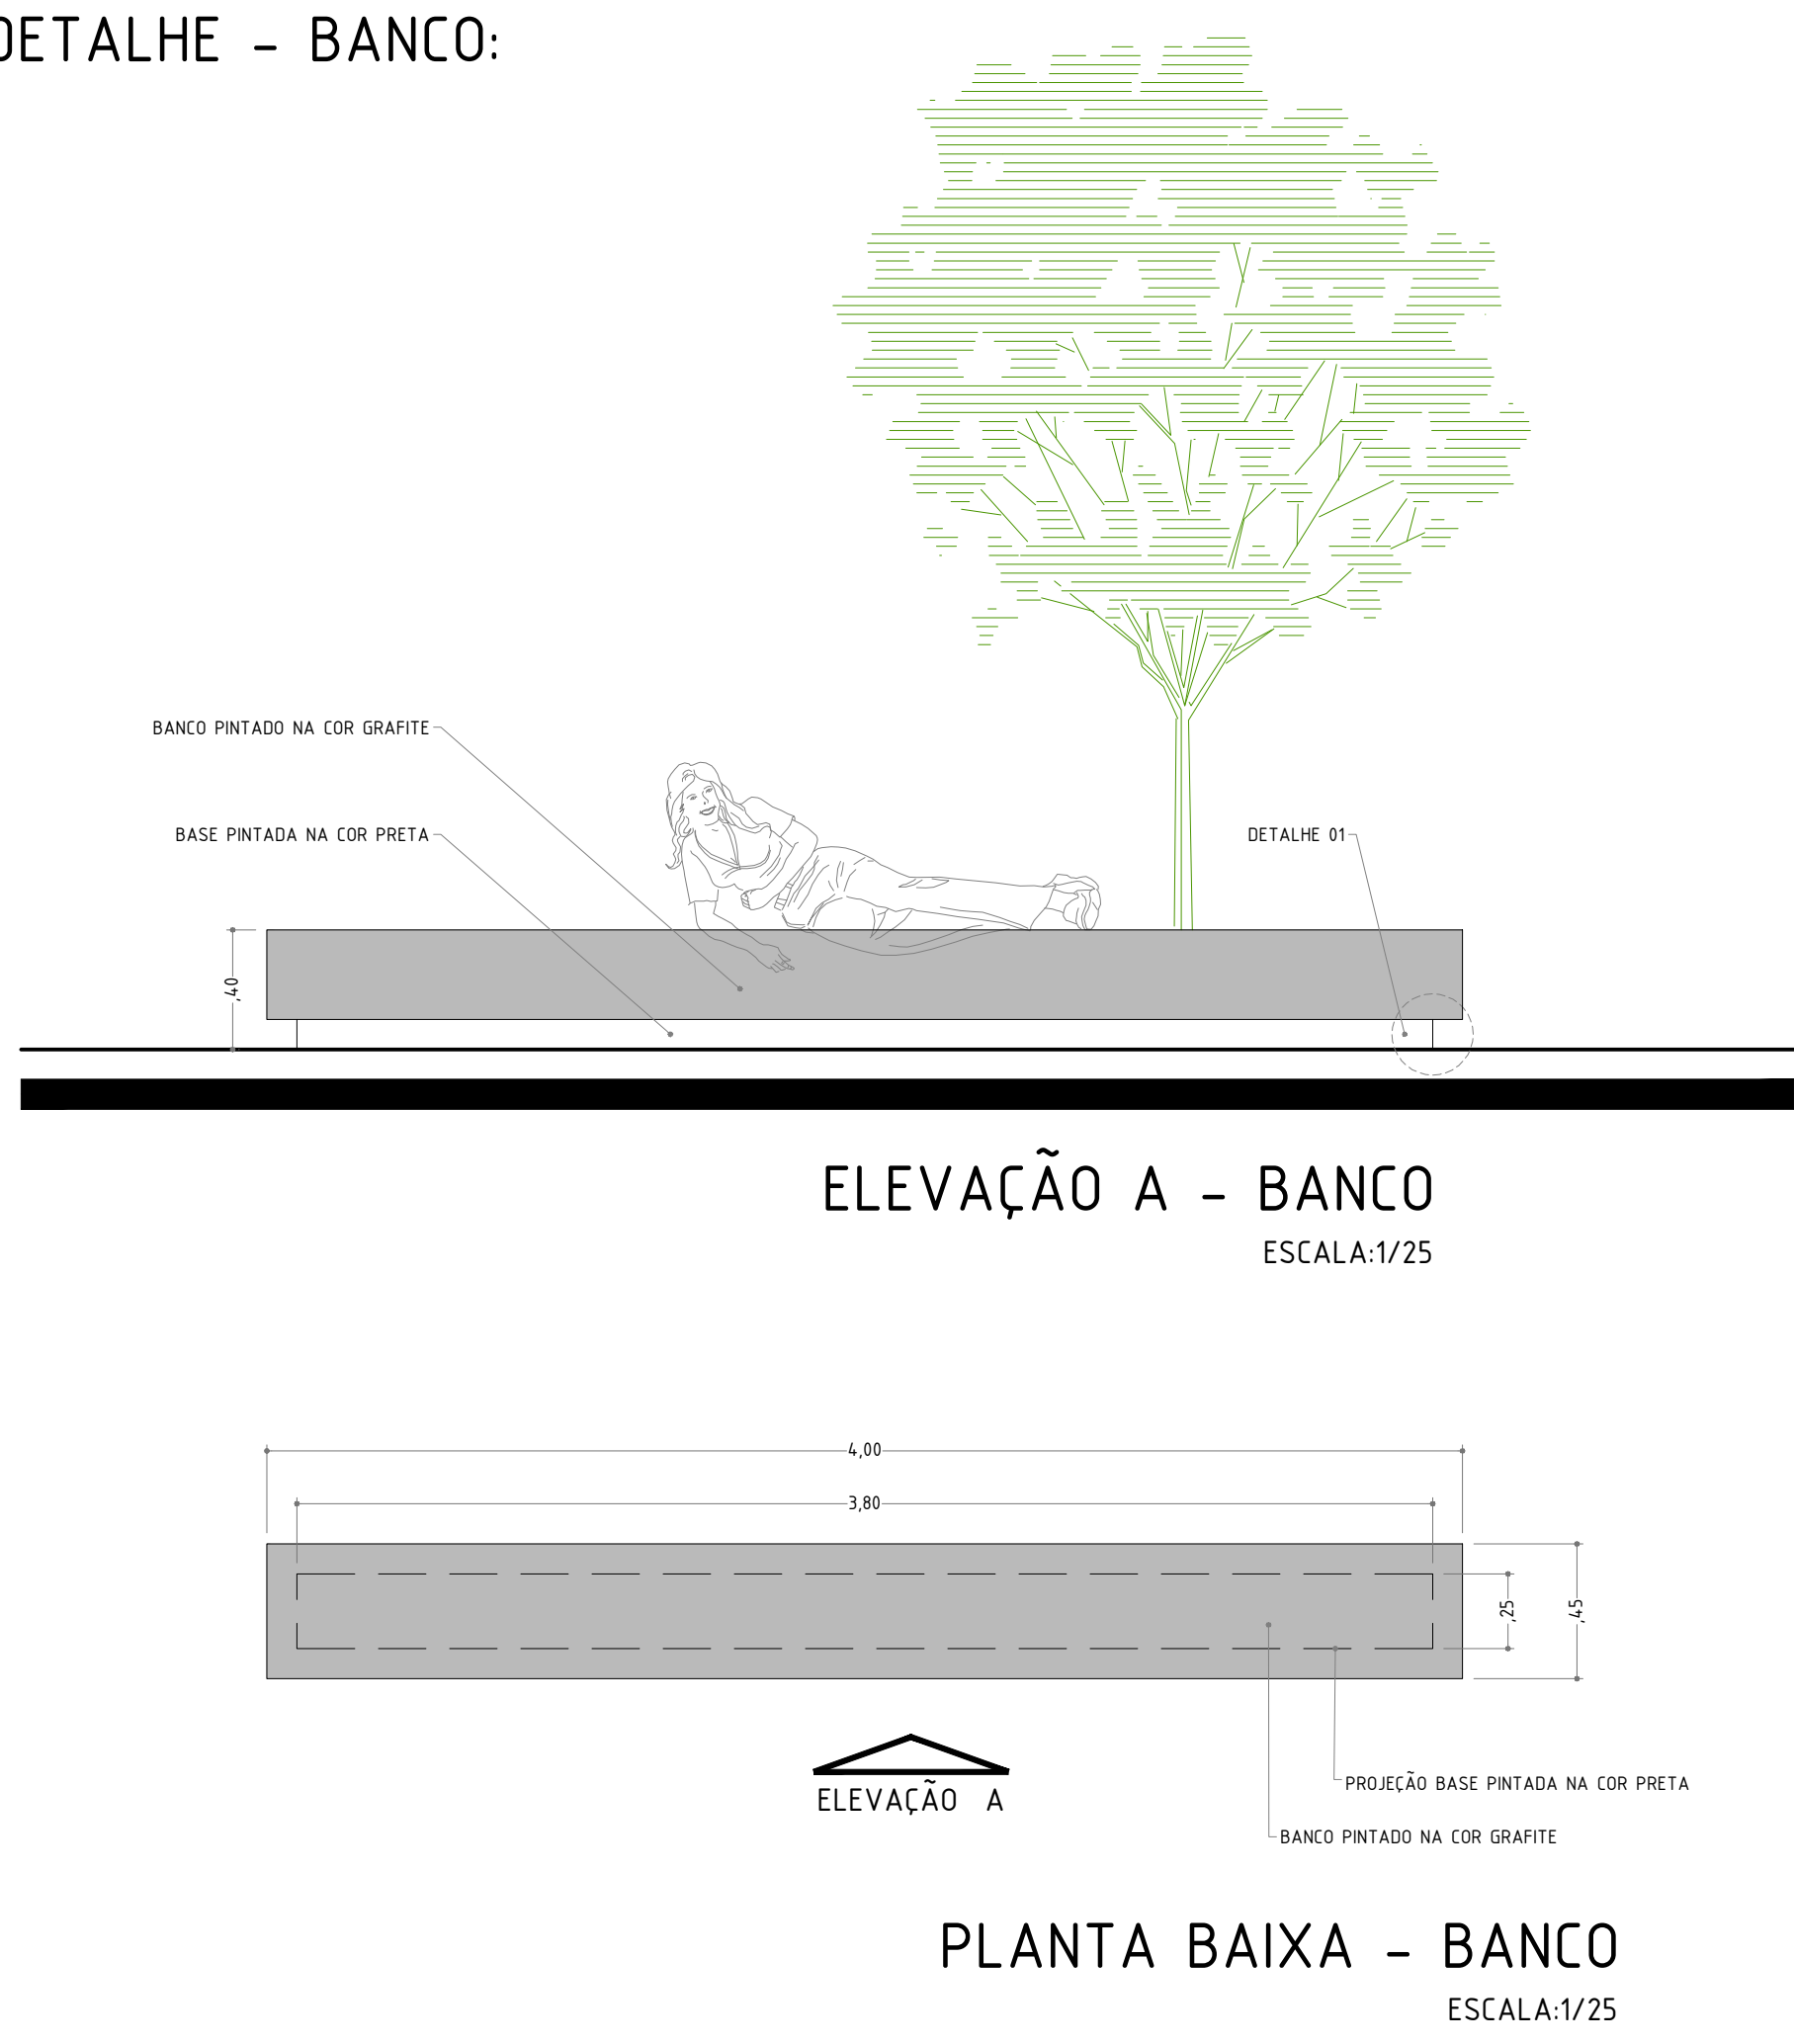 DETALHE - BANCO:
BANCO PINTADO NA COR GRAFITE
BASE PINTADA NA COR PRETA
DETALHE 01
,40
ELEVAÇÃO A - BANCO
ESCALA:1/25
4,00
3,80
,25
,45
ELEVAÇÃO A
PROJEÇÃO BASE PINTADA NA COR PRETA
BANCO PINTADO NA COR GRAFITE
PLANTA BAIXA - BANCO
ESCALA:1/25